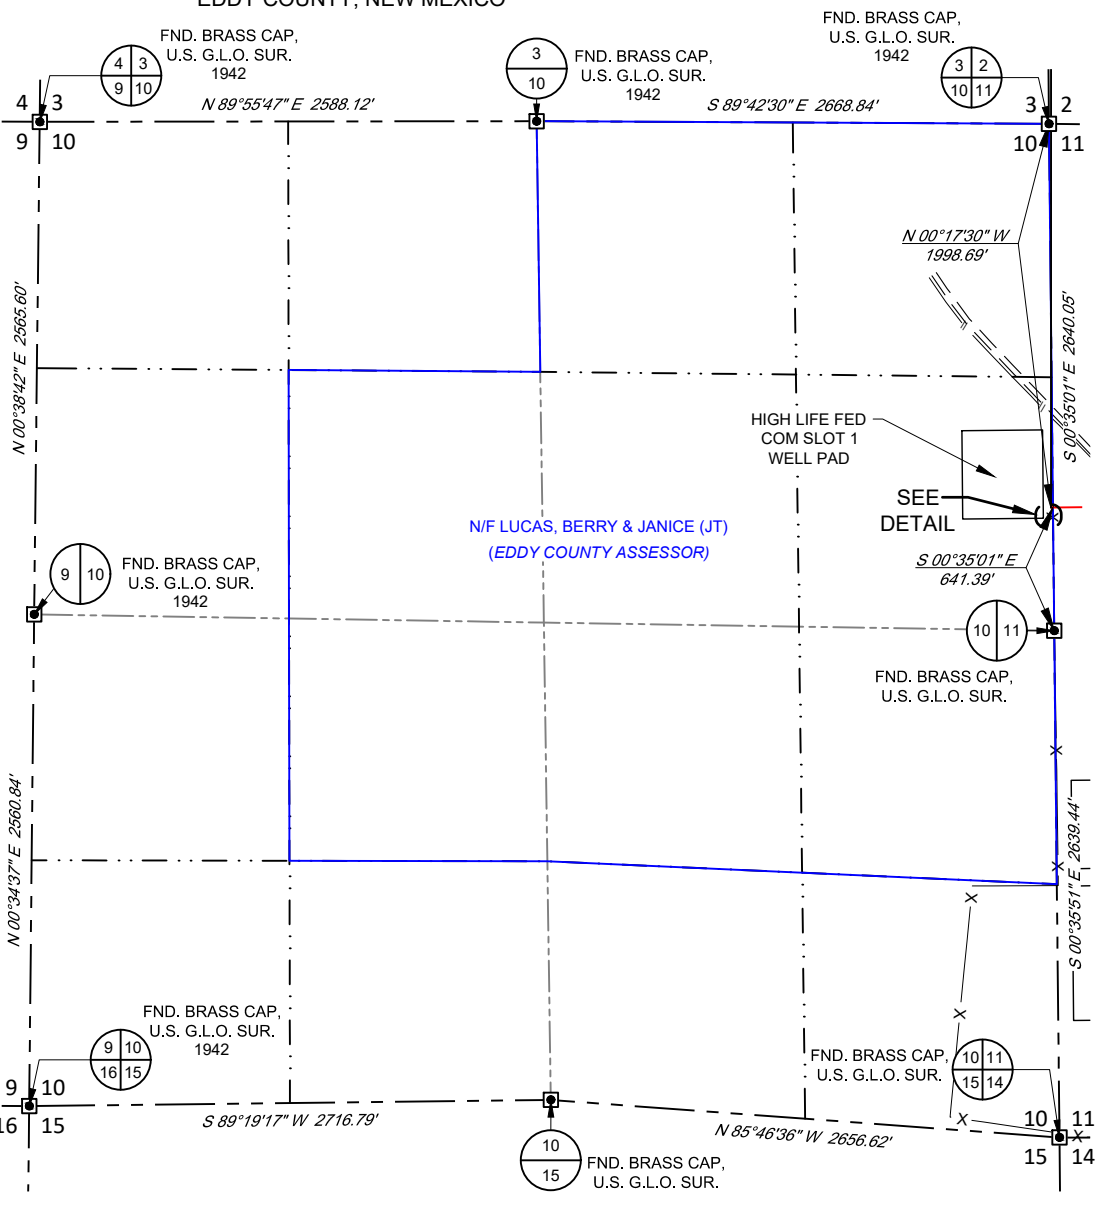 EDDY COUNTY, NEW MEXICO
FND. BRASS CAP,
U.S. G.L.O. SUR.
1942
4 3
9 10
4 3
9 10
N 89°55'47" E 2588.12'
3
10
FND. BRASS CAP,
U.S. G.L.O. SUR.
1942
S 89°42'30" E 2668.84'
FND. BRASS CAP,
U.S. G.L.O. SUR.
1942
3 2
10 11
3 2
10 11
N 00°17'30" W
1998.69'
S 00°35'01" E 2640.05'
N 00°38'42" E 2565.60'
HIGH LIFE FED
COM SLOT 1
WELL PAD
SEE
DETAIL
N/F LUCAS, BERRY & JANICE (JT)
(EDDY COUNTY ASSESSOR)
S 00°35'01" E
641.39'
9 10
FND. BRASS CAP,
U.S. G.L.O. SUR.
1942
10 11
FND. BRASS CAP,
U.S. G.L.O. SUR.
X
X
X
X
X
X
X
N 00°34'37" E 2560.84'
S 00°35'51" E 2639.44'
FND. BRASS CAP,
U.S. G.L.O. SUR.
1942
9 10
16 15
9 10
16 15
S 89°19'17" W 2716.79'
10
15
FND. BRASS CAP,
U.S. G.L.O. SUR.
N 85°46'36" W 2656.62'
FND. BRASS CAP,
U.S. G.L.O. SUR.
10 11
15 14
10 11
15 14